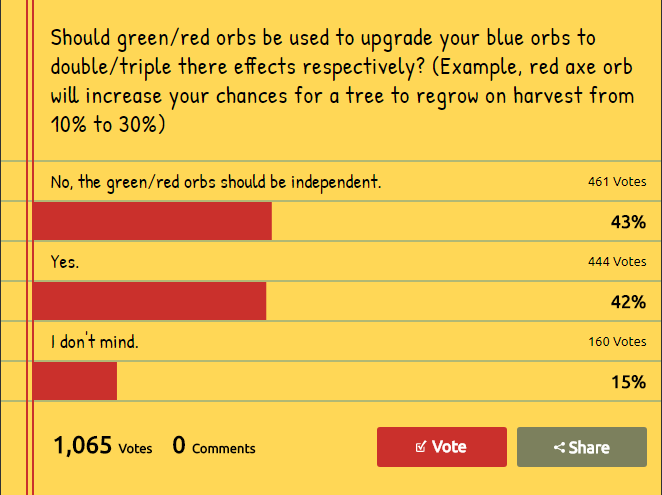 Should green/red orbs be used to upgrade your blue orbs to
double/triple there effects respectively? (Example, red axe orb
will increase your chances for a tree to regrow on harvest from
10% to 30%)
No, the green/red orbs should be independent.
461 Votes
43%
Yes.
444 Votes
42%
I don't mind.
160 Votes
15%
1,065 Votes 0 Comments
Vote
Share